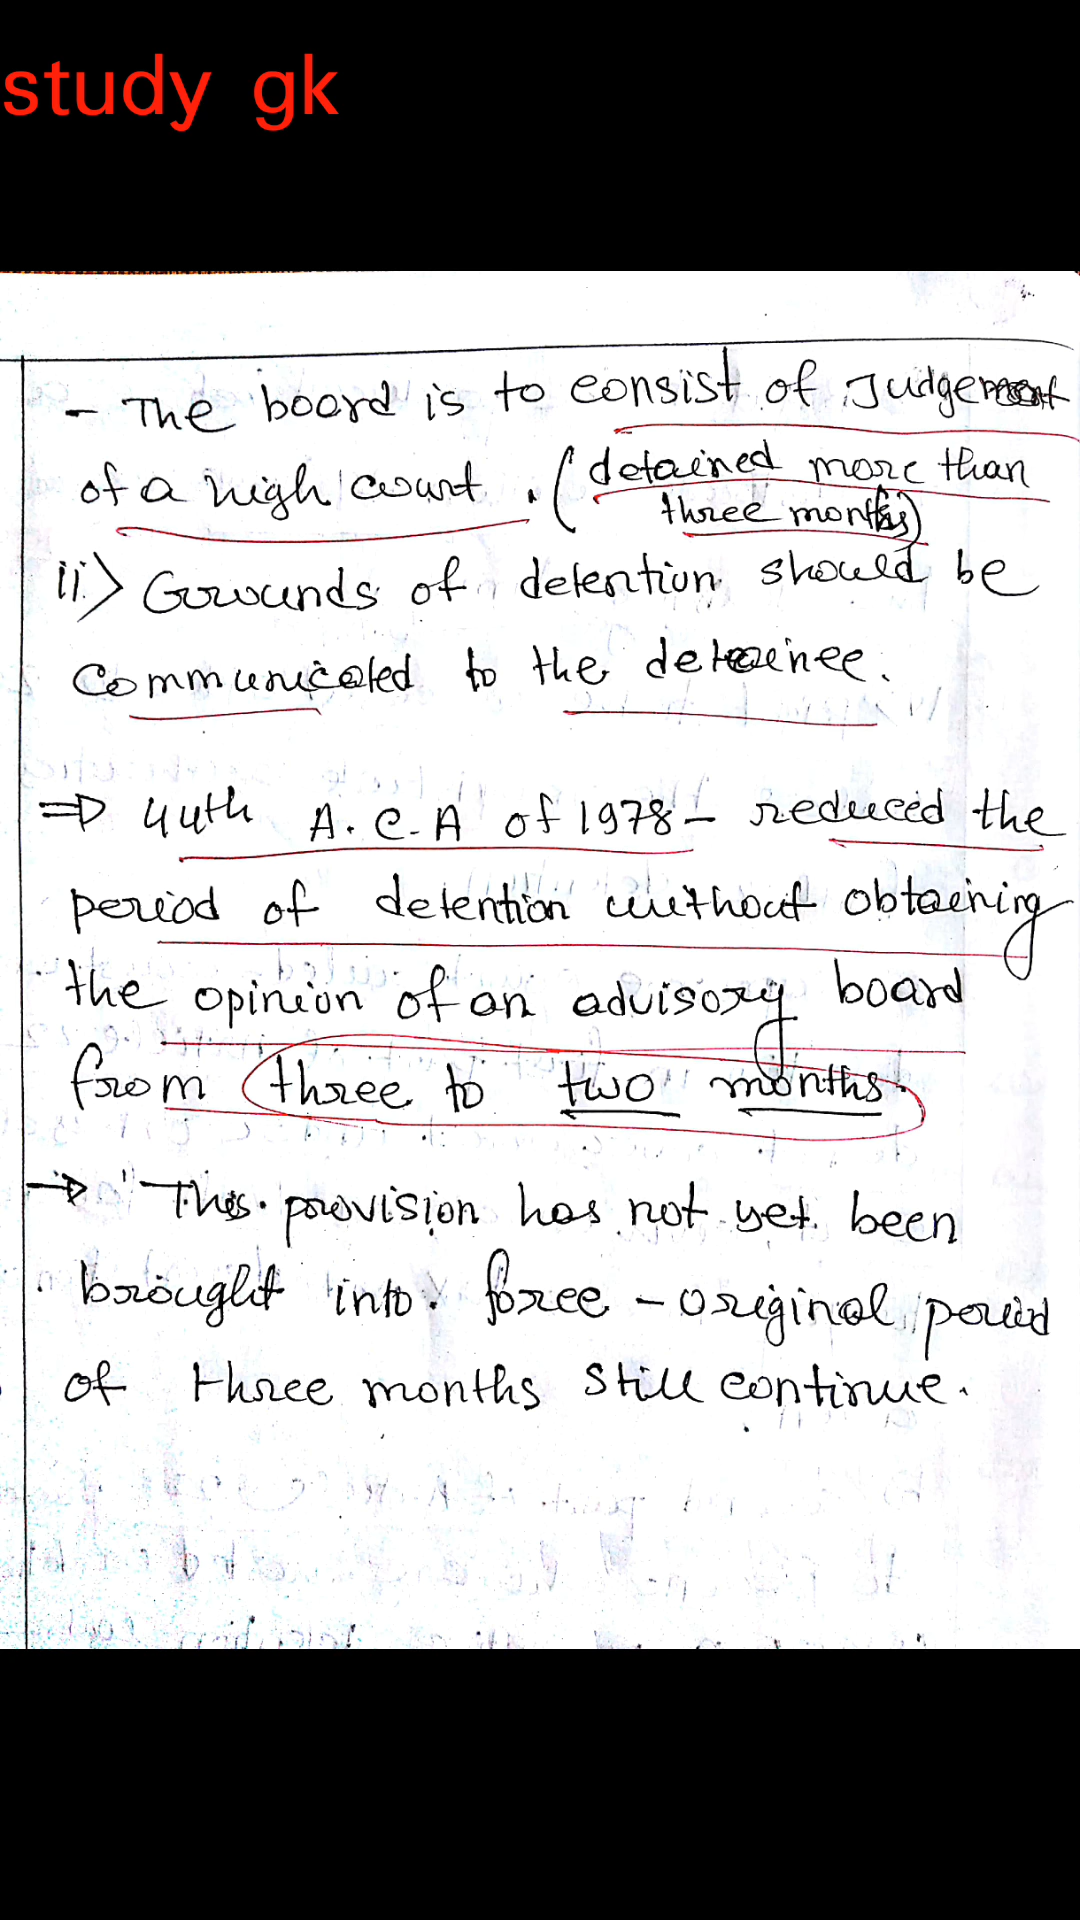 study gk
- The board is to consist of Judgement
of a high court. (detained more than
three months)
ii) Grounds of detention should be
communicated to the detainee.
⇒ 44th A.C.A of 1978 - reduced the
period of detention without obtaining
the opinion of an advisory board
from three to two months.
→ This provision has not yet been
brought into force - original period
of three months still continue.